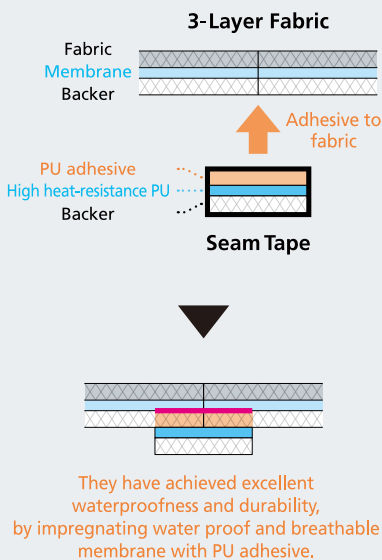 3-Layer Fabric
Fabric
Membrane
Backer
Adhesive to
fabric
PU adhesive
High heat-resistance PU
Backer
Seam Tape
They have achieved excellent
waterproofness and durability,
by impregnating water proof and breathable
membrane with PU adhesive.